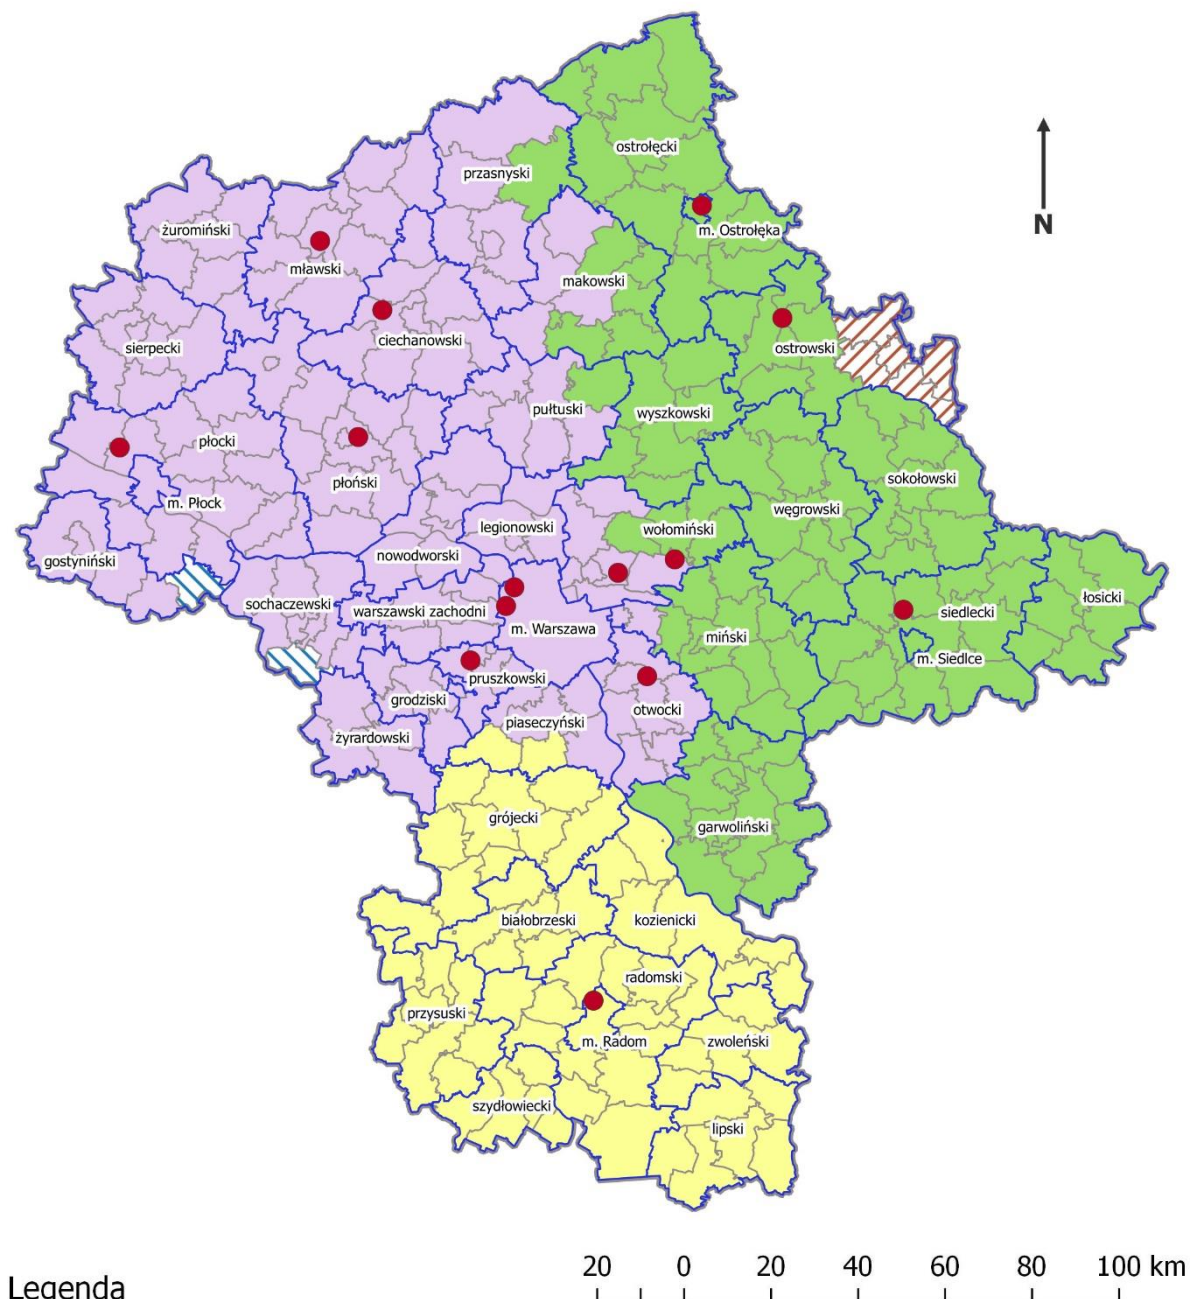 ostrołęcki
przasnyski
N
żuromiński
m. Ostrołęka
mławski
makowski
ciechanowski
sierpecki
ostrowski
pułtuski
wyszkowski
płocki
płoński
sokołowski
m. Płock
węgrowski
legionowski
wołomiński
nowodworski
gostyniński
łosicki
sochaczewski
warszawski zachodni
siedlecki
m. Warszawa
miński
m. Siedlce
pruszkowski
grodziski
otwocki
piaseczyński
żyrardowski
grójecki
garwoliński
białobrzeski
kozienicki
radomski
przysuski
m. Radom
zwoleński
szydłowiecki
lipski
20 0 20 40 60 80 100 km
Legenda